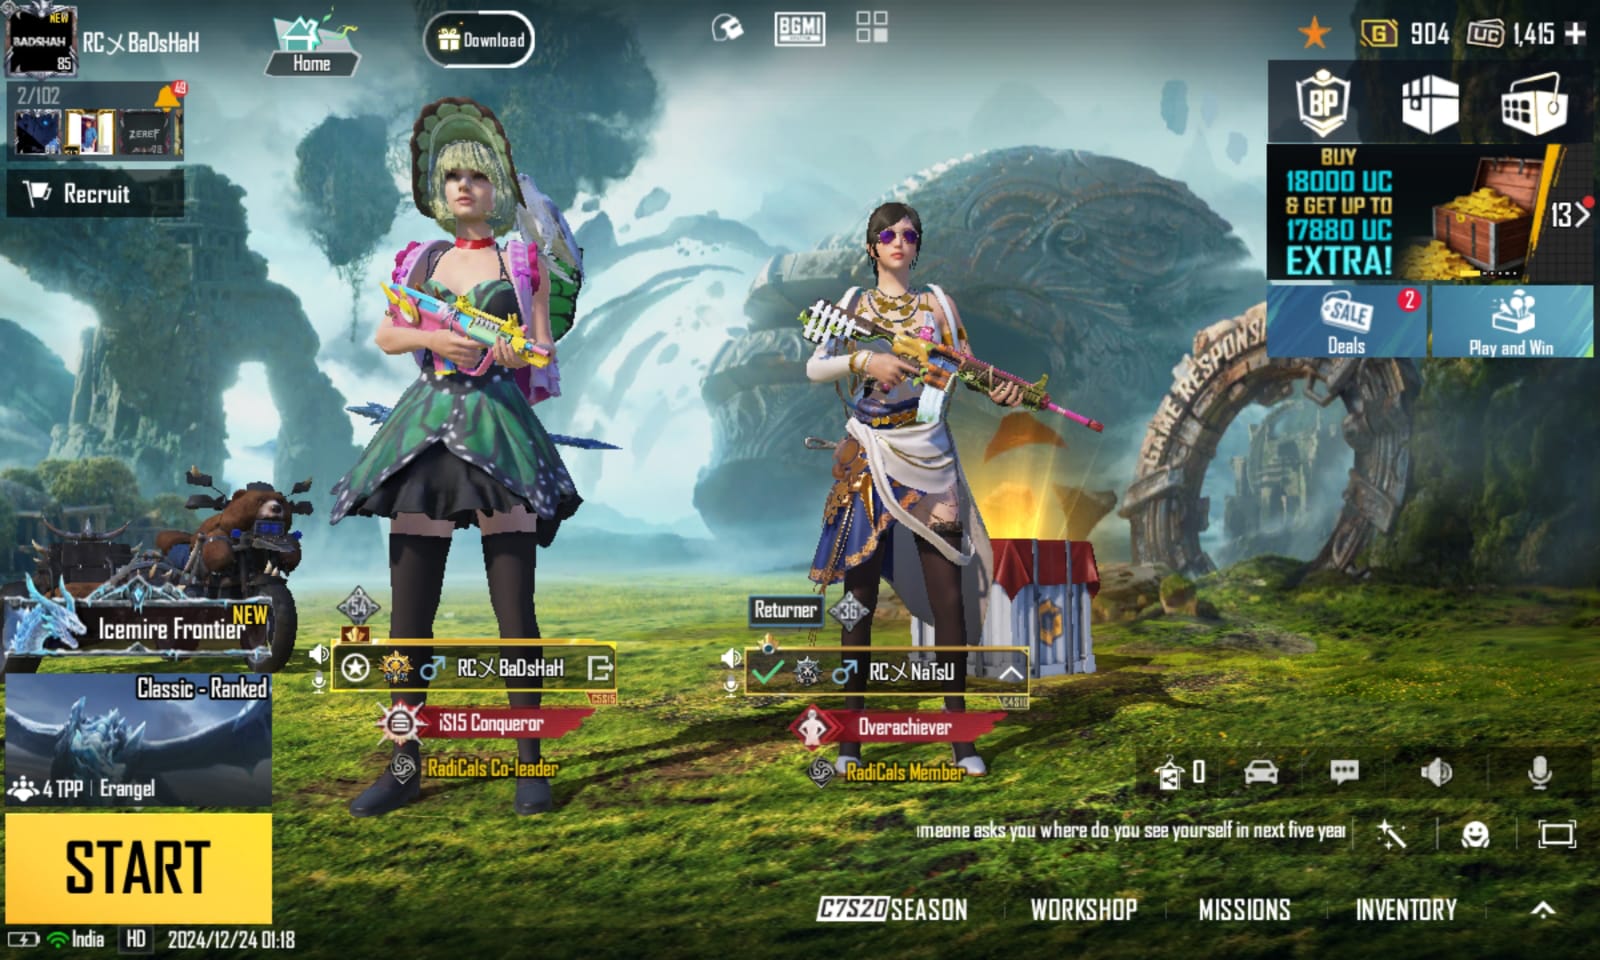 NEW
BADSHAH
85
RC乂BaDsHaH
Home
Download
BGMI
G 904
UC 1,415
2/102
49
ZEREF
Recruit
BP
BUY
18000 UC
& GET UP TO
17880 UC
EXTRA!
13
SALE
2
Deals
Play and Win
GAME RESPONSI
Icemire Frontier
NEW
Classic - Ranked
4 TPP | Erangel
START
54
RC乂BaDsHaH
C5S15
iS15 Conqueror
RadiCals Co-leader
Returner
36
RC乂NaTsU
C4S10
Overachiever
RadiCals Member
0
meone asks you where do you see yourself in next five year
C7S20 SEASON
WORKSHOP
MISSIONS
INVENTORY
India
HD
2024/12/24 01:18